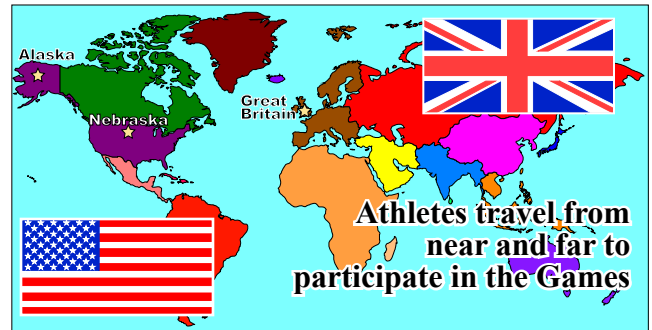 Alaska
Nebraska
Great
Britain
Athletes travel from
near and far to
participate in the Games